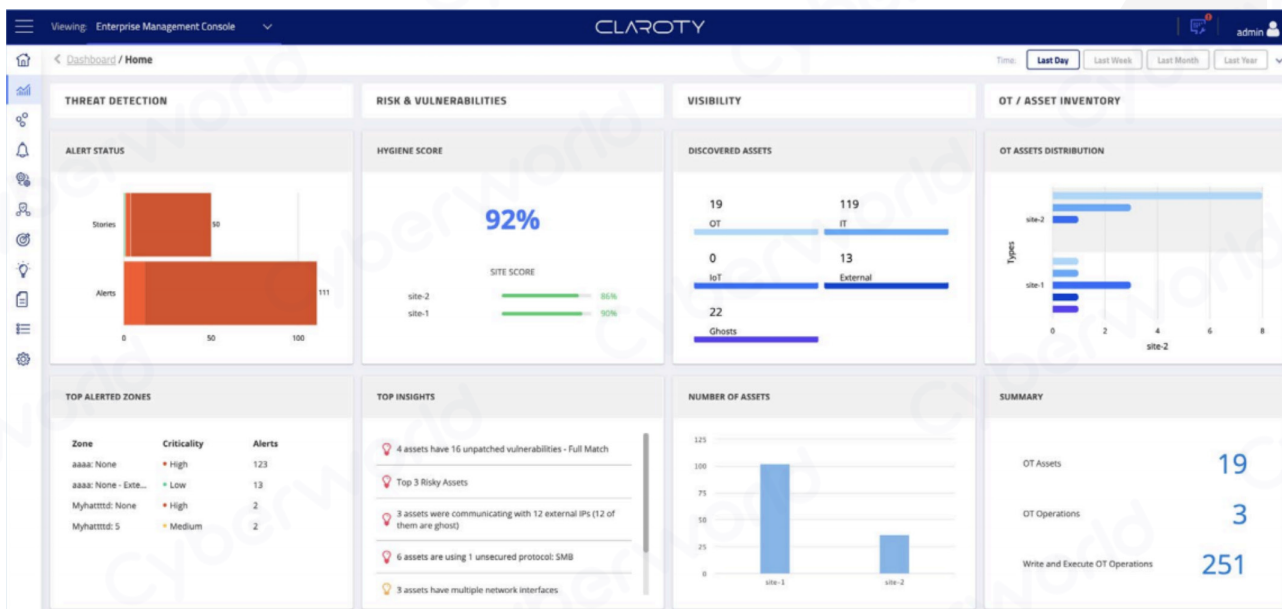 Viewing: Enterprise Management Console
CLAROTY
admin
Dashboard / Home
Time: Last Day Last Week Last Month Last Year
THREAT DETECTION
RISK & VULNERABILITIES
VISIBILITY
OT / ASSET INVENTORY
ALERT STATUS
Stories
50
Alerts
111
0 50 100
HYGIENE SCORE
92%
SITE SCORE
site-2 86%
site-1 90%
DISCOVERED ASSETS
19 119
OT IT
0 13
IoT External
22
Ghosts
OT ASSETS DISTRIBUTION
Types
site-2
site-1
0 2 4 6 8
site-2
TOP ALERTED ZONES
Zone Criticality Alerts
aaaa: None High 123
aaaa: None - Exte... Low 13
Myhattttd: None High 2
Myhattttd: 5 Medium 2
TOP INSIGHTS
4 assets have 16 unpatched vulnerabilities - Full Match
Top 3 Risky Assets
3 assets were communicating with 12 external IPs (12 of
them are ghost)
6 assets are using 1 unsecured protocol: SMB
3 assets have multiple network interfaces
NUMBER OF ASSETS
125
100
75
50
25
0
site-1 site-2
SUMMARY
OT Assets 19
OT Operations 3
Write and Execute OT Operations 251
Cyberworld